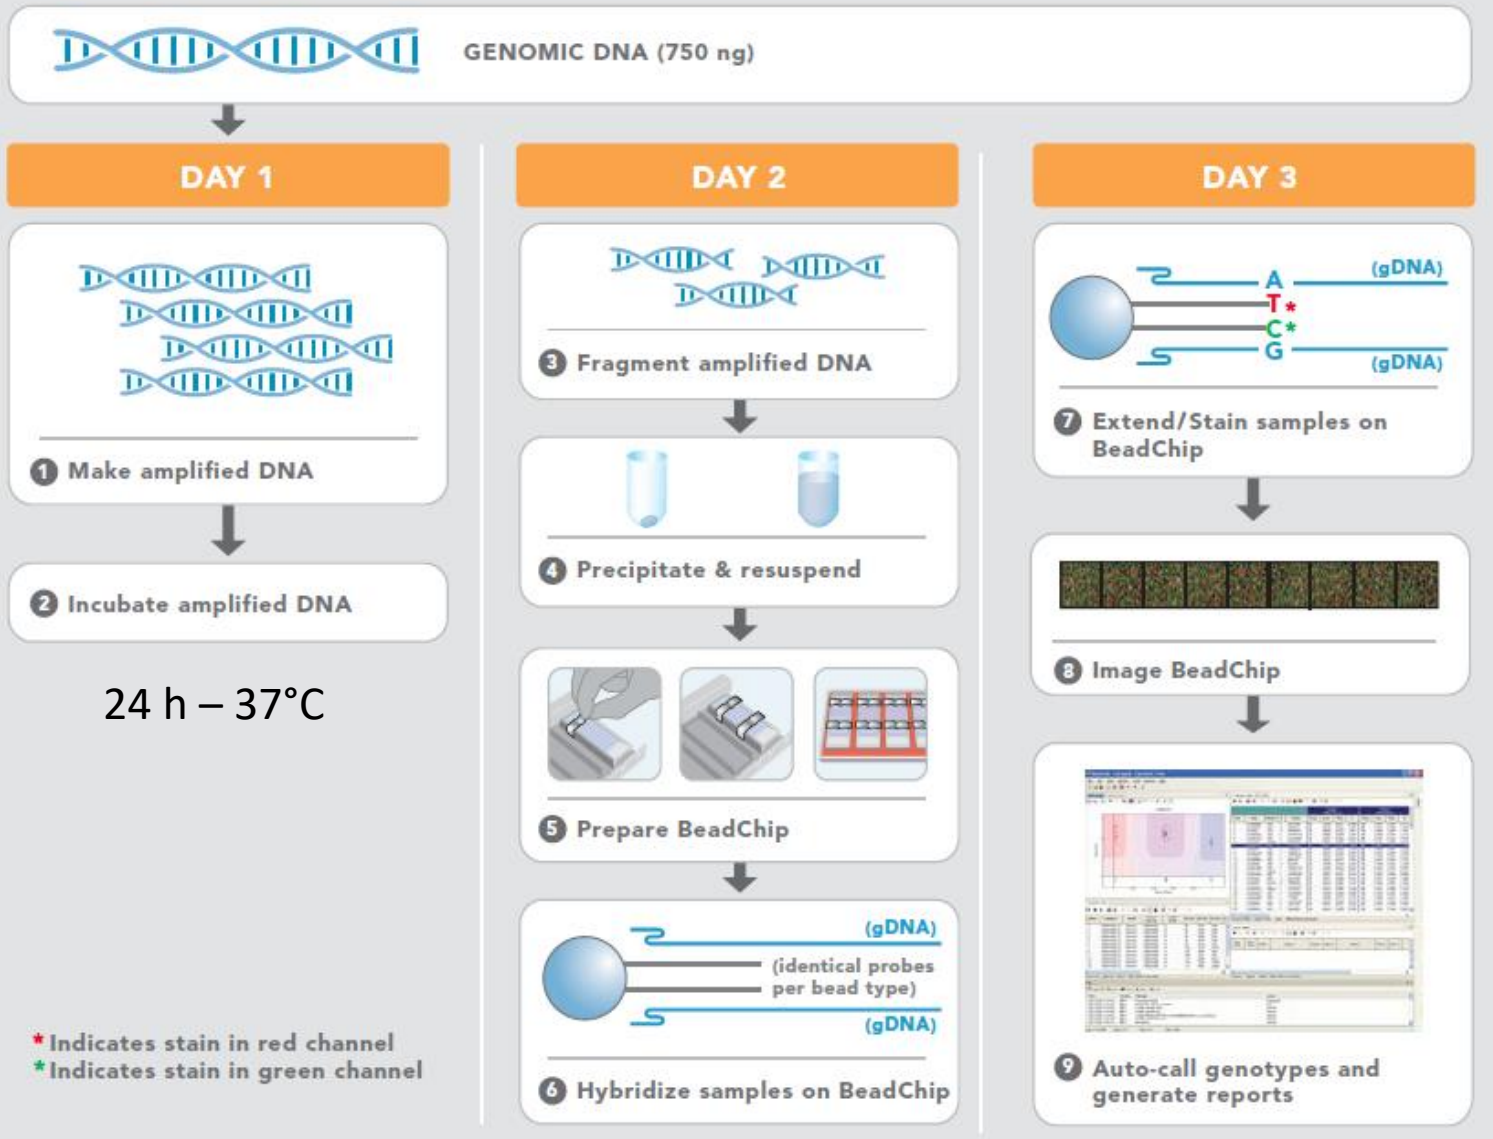 GENOMIC DNA (750 ng)
DAY 1
1 Make amplified DNA
2 Incubate amplified DNA
24 h – 37°C
* Indicates stain in red channel
* Indicates stain in green channel
DAY 2
3 Fragment amplified DNA
4 Precipitate & resuspend
5 Prepare BeadChip
(gDNA)
(identical probes
per bead type)
(gDNA)
6 Hybridize samples on BeadChip
DAY 3
A
(gDNA)
T*
C*
G
(gDNA)
7 Extend/Stain samples on
BeadChip
8 Image BeadChip
9 Auto-call genotypes and
generate reports